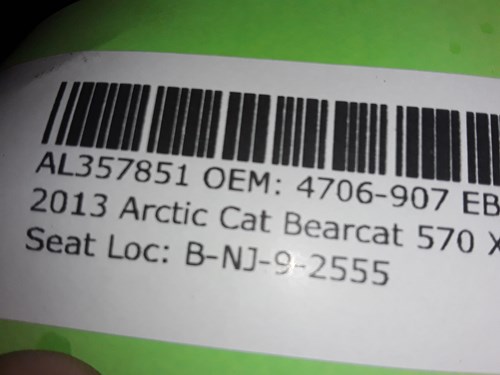 AL357851 OEM: 4706-907 EB
2013 Arctic Cat Bearcat 570 X
Seat Loc: B-NJ-9-2555